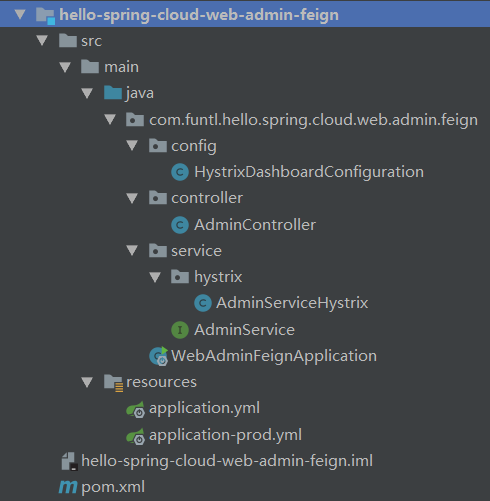 hello-spring-cloud-web-admin-feign
src
main
java
com.funtl.hello.spring.cloud.web.admin.feign
config
HystrixDashboardConfiguration
controller
AdminController
service
hystrix
AdminServiceHystrix
AdminService
WebAdminFeignApplication
resources
application.yml
application-prod.yml
hello-spring-cloud-web-admin-feign.iml
pom.xml